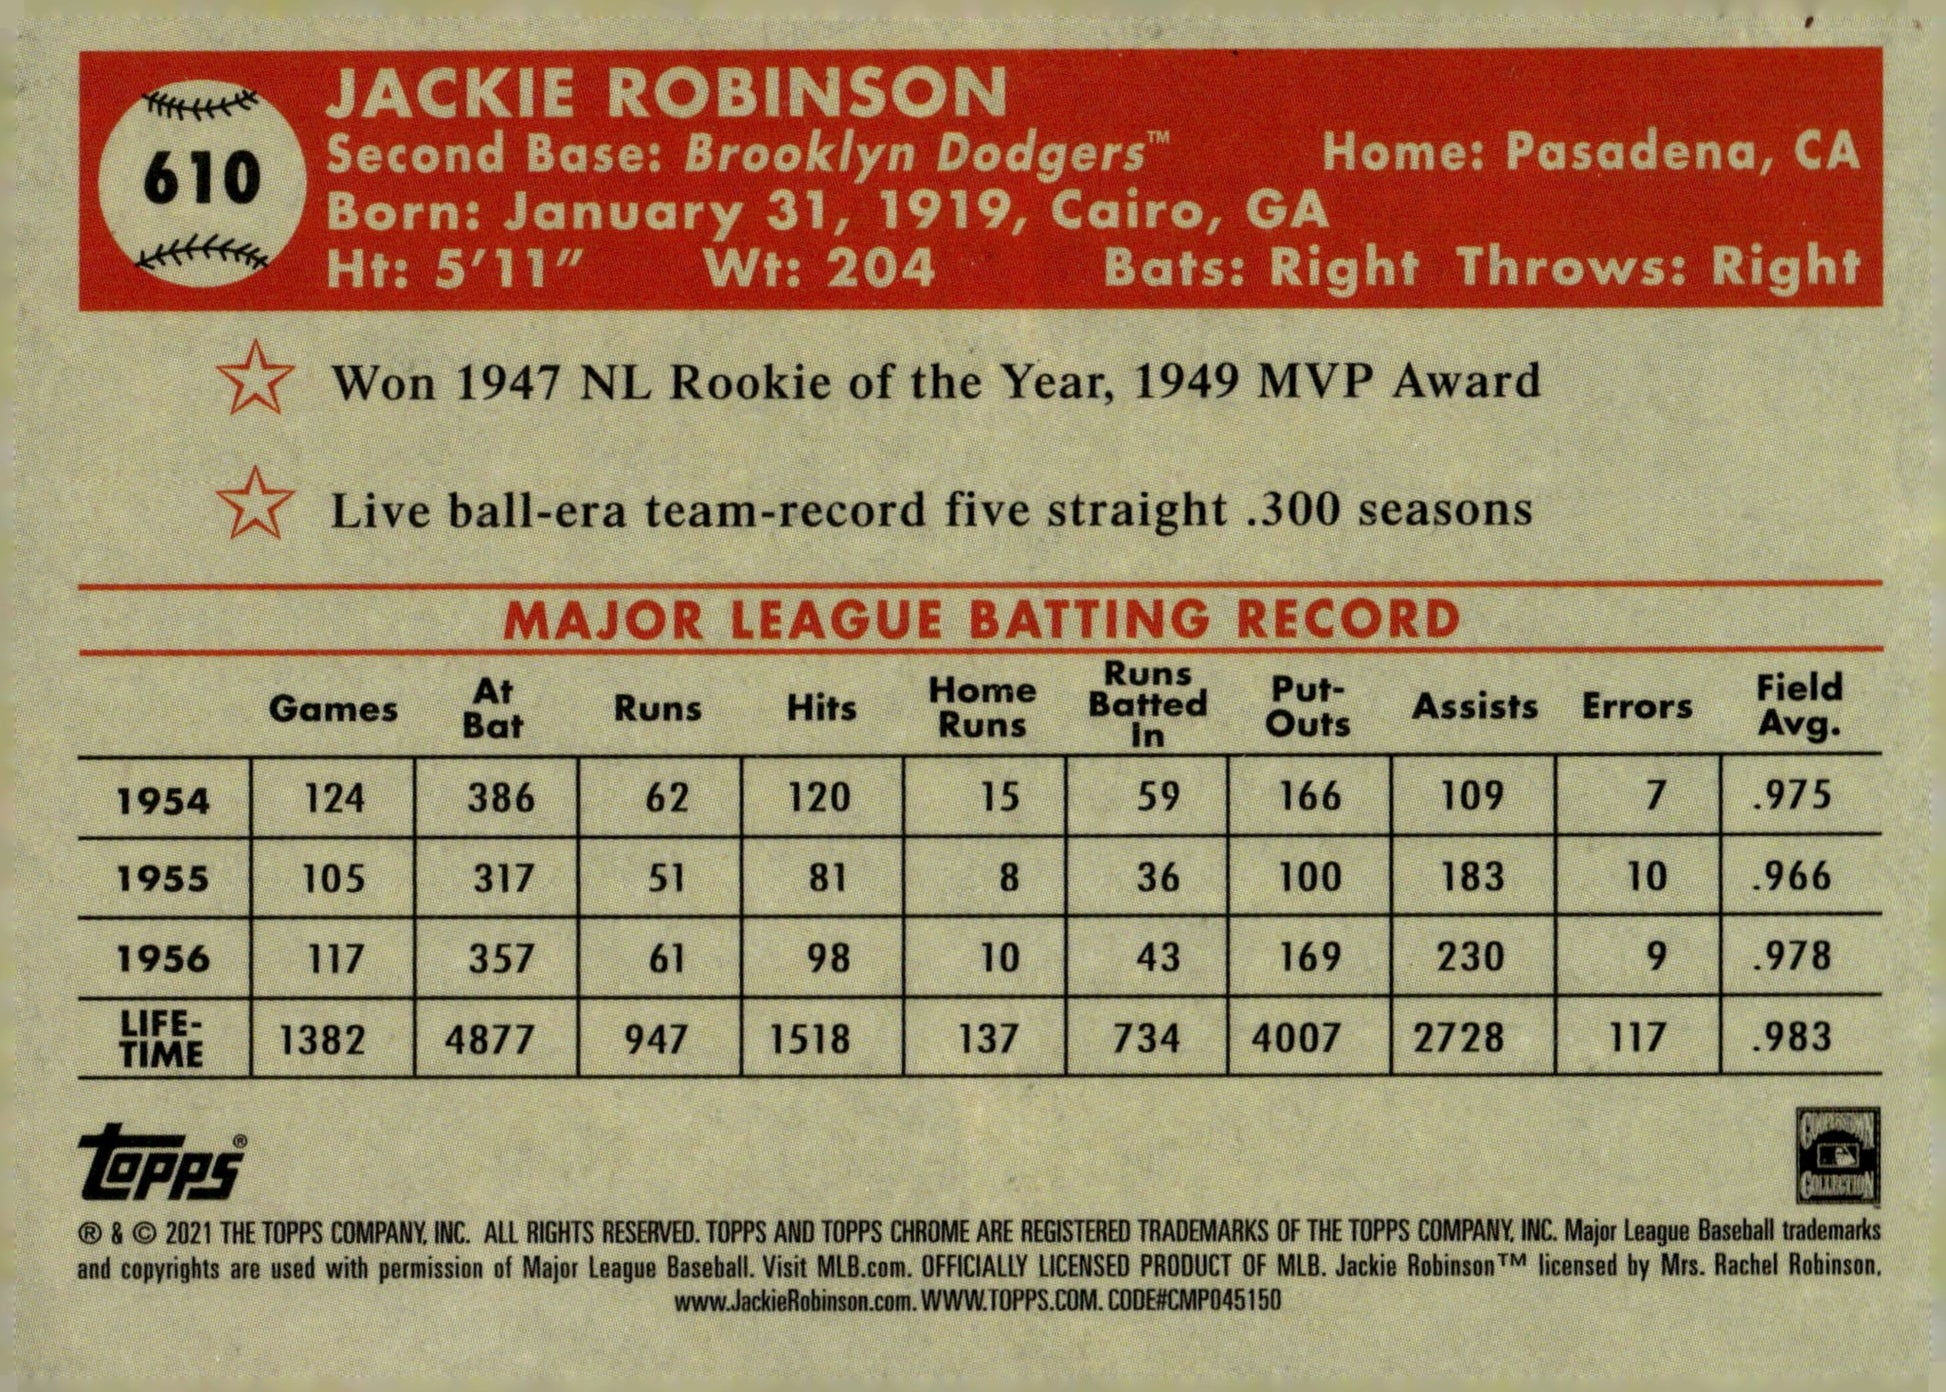 610
JACKIE ROBINSON
Second Base: Brooklyn Dodgers™ Home: Pasadena, CA
Born: January 31, 1919, Cairo, GA
Ht: 5'11" Wt: 204 Bats: Right Throws: Right
Won 1947 NL Rookie of the Year, 1949 MVP Award
Live ball-era team-record five straight .300 seasons
MAJOR LEAGUE BATTING RECORD
Games At Bat Runs Hits Home Runs Runs Batted In Put-Outs Assists Errors Field Avg.
1954 124 386 62 120 15 59 166 109 7 .975
1955 105 317 51 81 8 36 100 183 10 .966
1956 117 357 61 98 10 43 169 230 9 .978
LIFE-TIME 1382 4877 947 1518 137 734 4007 2728 117 .983
Topps®
COOPERSTOWN
COLLECTION
® & © 2021 THE TOPPS COMPANY, INC. ALL RIGHTS RESERVED. TOPPS AND TOPPS CHROME ARE REGISTERED TRADEMARKS OF THE TOPPS COMPANY, INC. Major League Baseball trademarks
and copyrights are used with permission of Major League Baseball. Visit MLB.com. OFFICIALLY LICENSED PRODUCT OF MLB. Jackie Robinson™ licensed by Mrs. Rachel Robinson,
www.JackieRobinson.com. WWW.TOPPS.COM. CODE#CMP045150